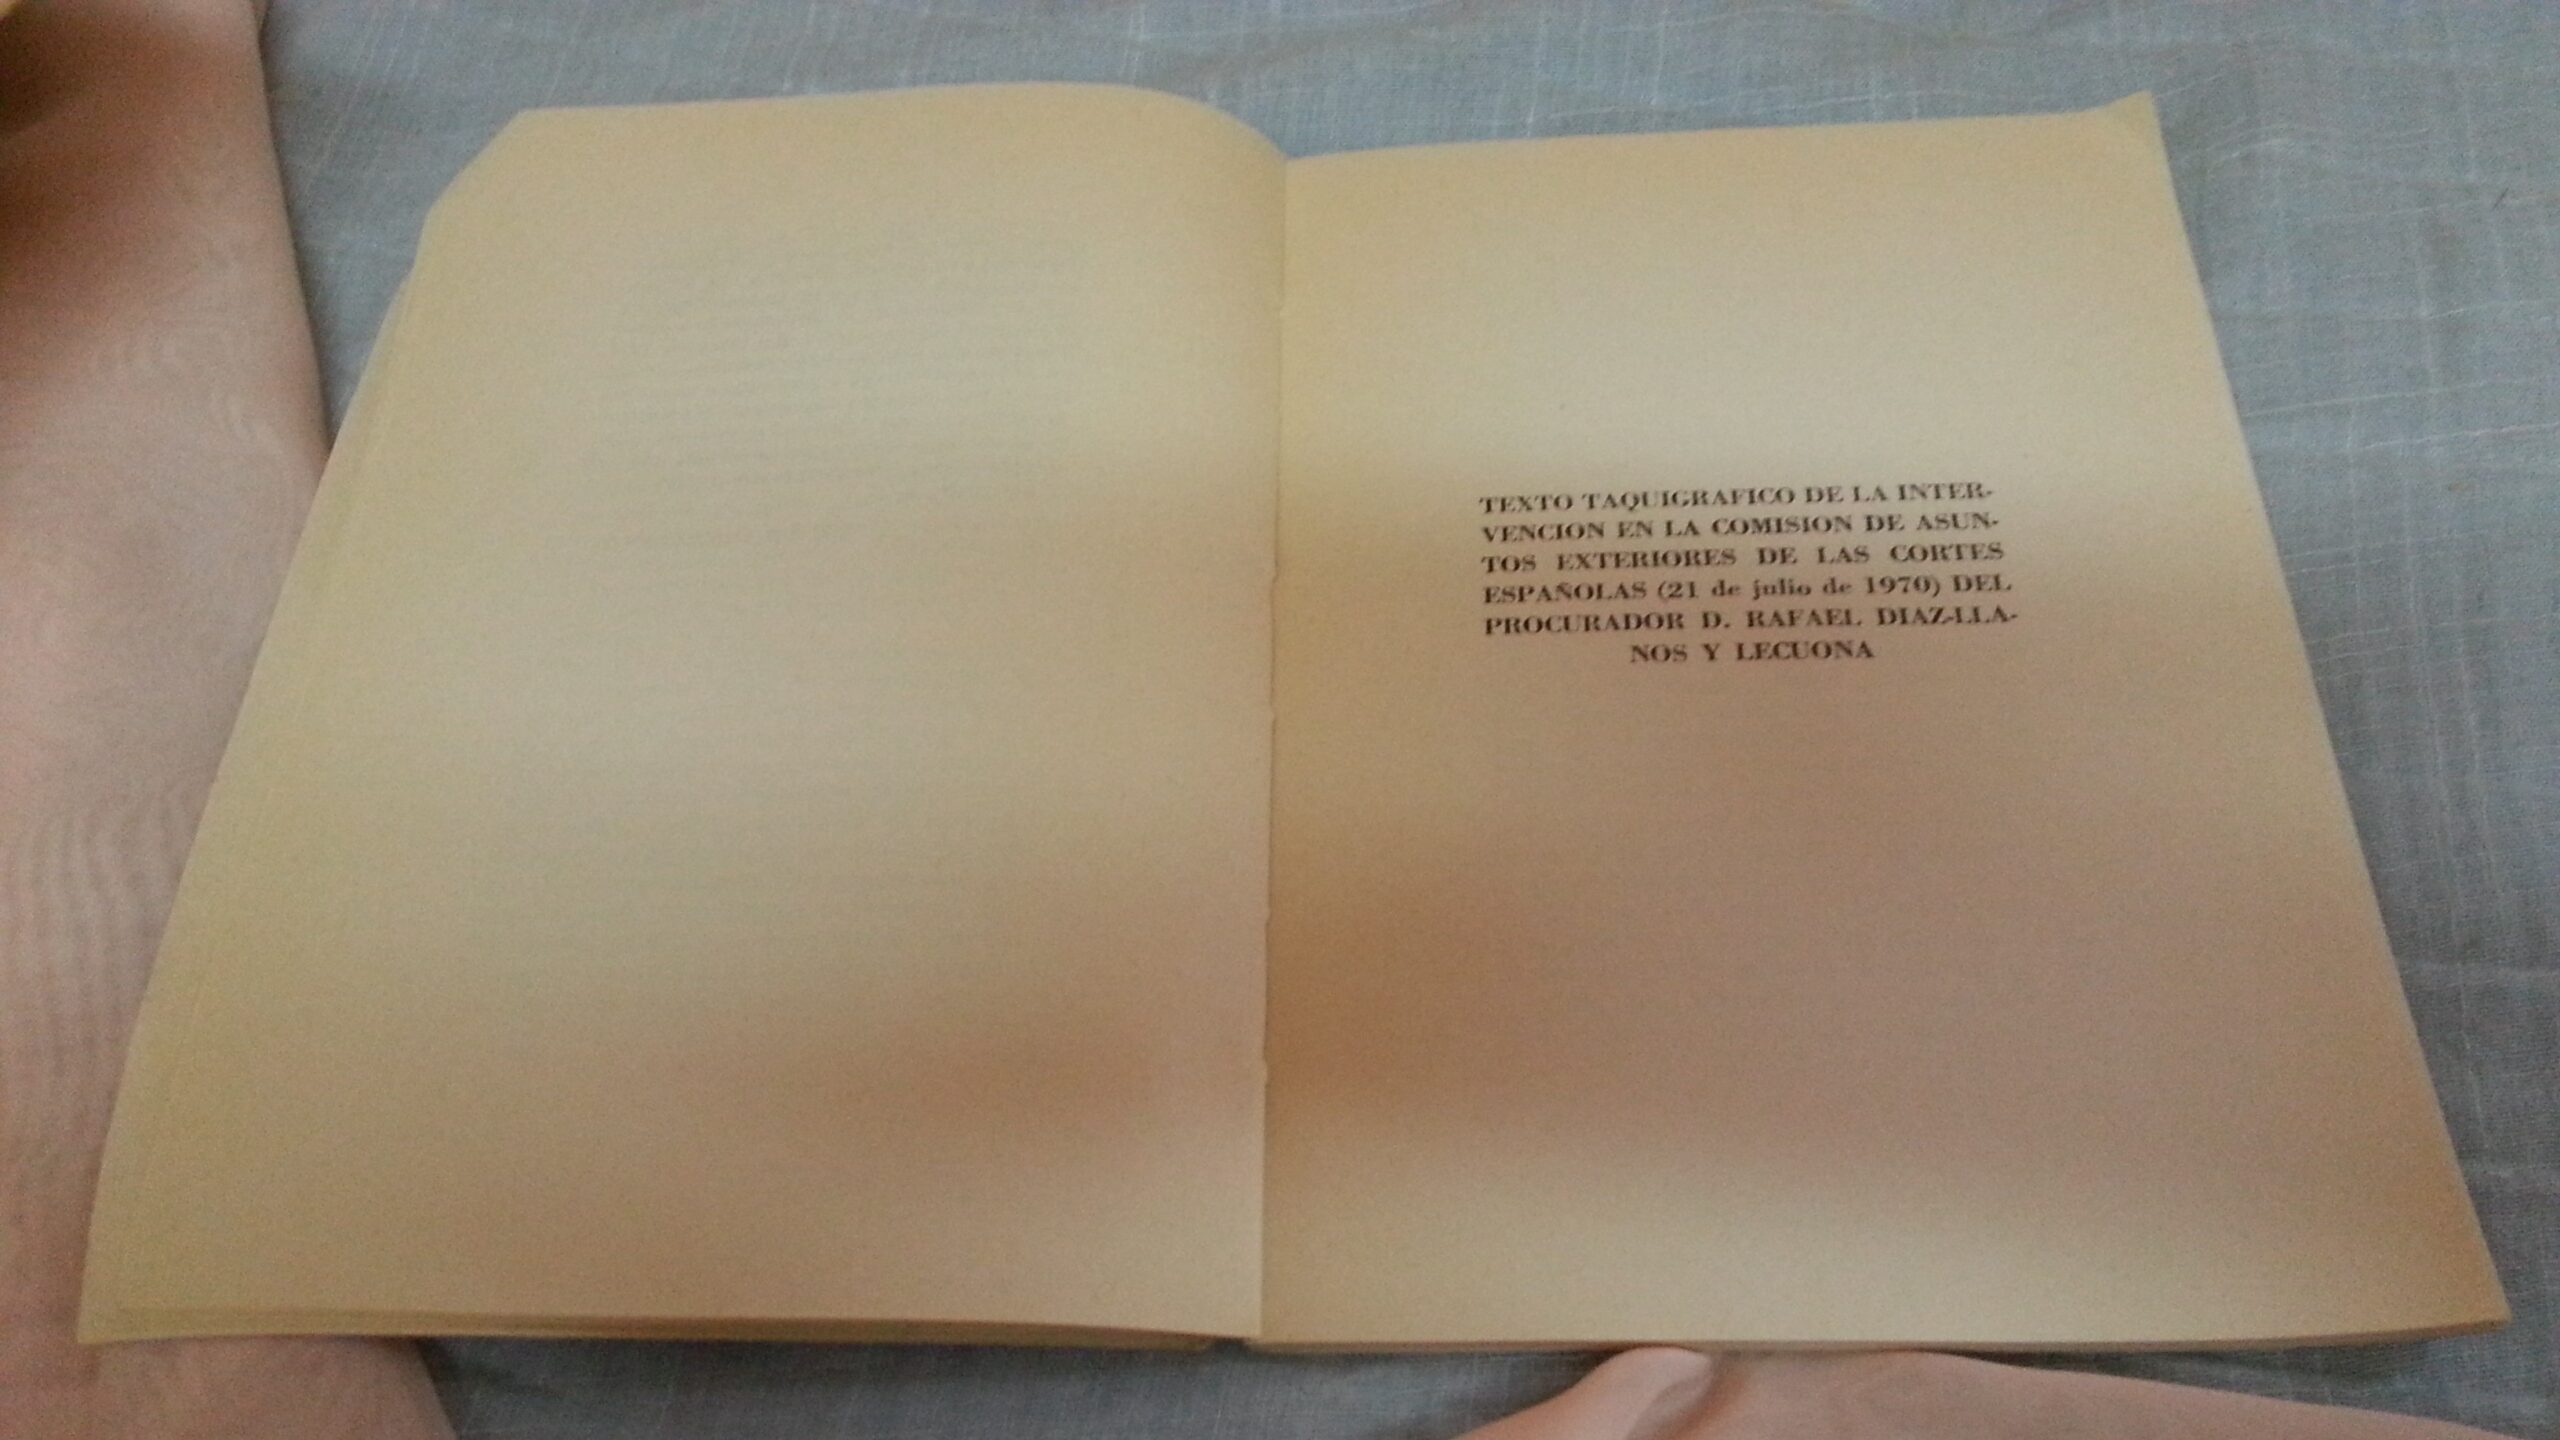 TEXTO TAQUIGRAFICO DE LA INTER-
VENCION EN LA COMISION DE ASUN-
TOS EXTERIORES DE LAS CORTES
ESPAÑOLAS (21 de julio de 1970) DEL
PROCURADOR D. RAFAEL DIAZ-LLA-
NOS Y LECUONA